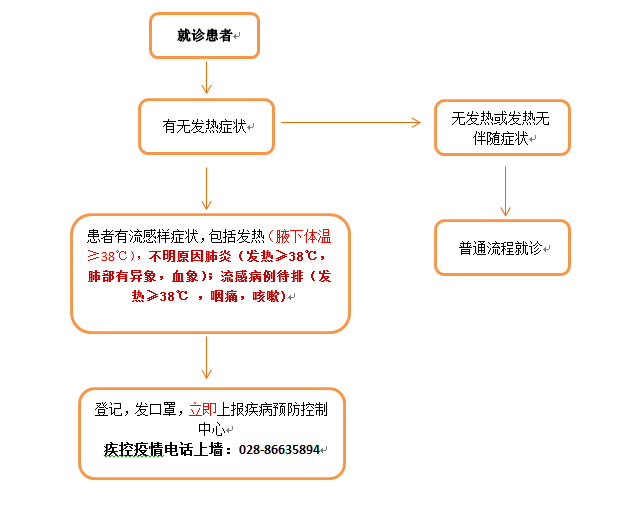 就诊患者
有无发热症状
无发热或发热无
伴随症状
患者有流感样症状，包括发热（腋下体温
≥38℃），不明原因肺炎（发热≥38℃，
肺部有异象，血象）；流感病例待排（发
热≥38℃ ，咽痛，咳嗽）
普通流程就诊
登记，发口罩，立即上报疾病预防控制
中心
疾控疫情电话上墙：028-86635894